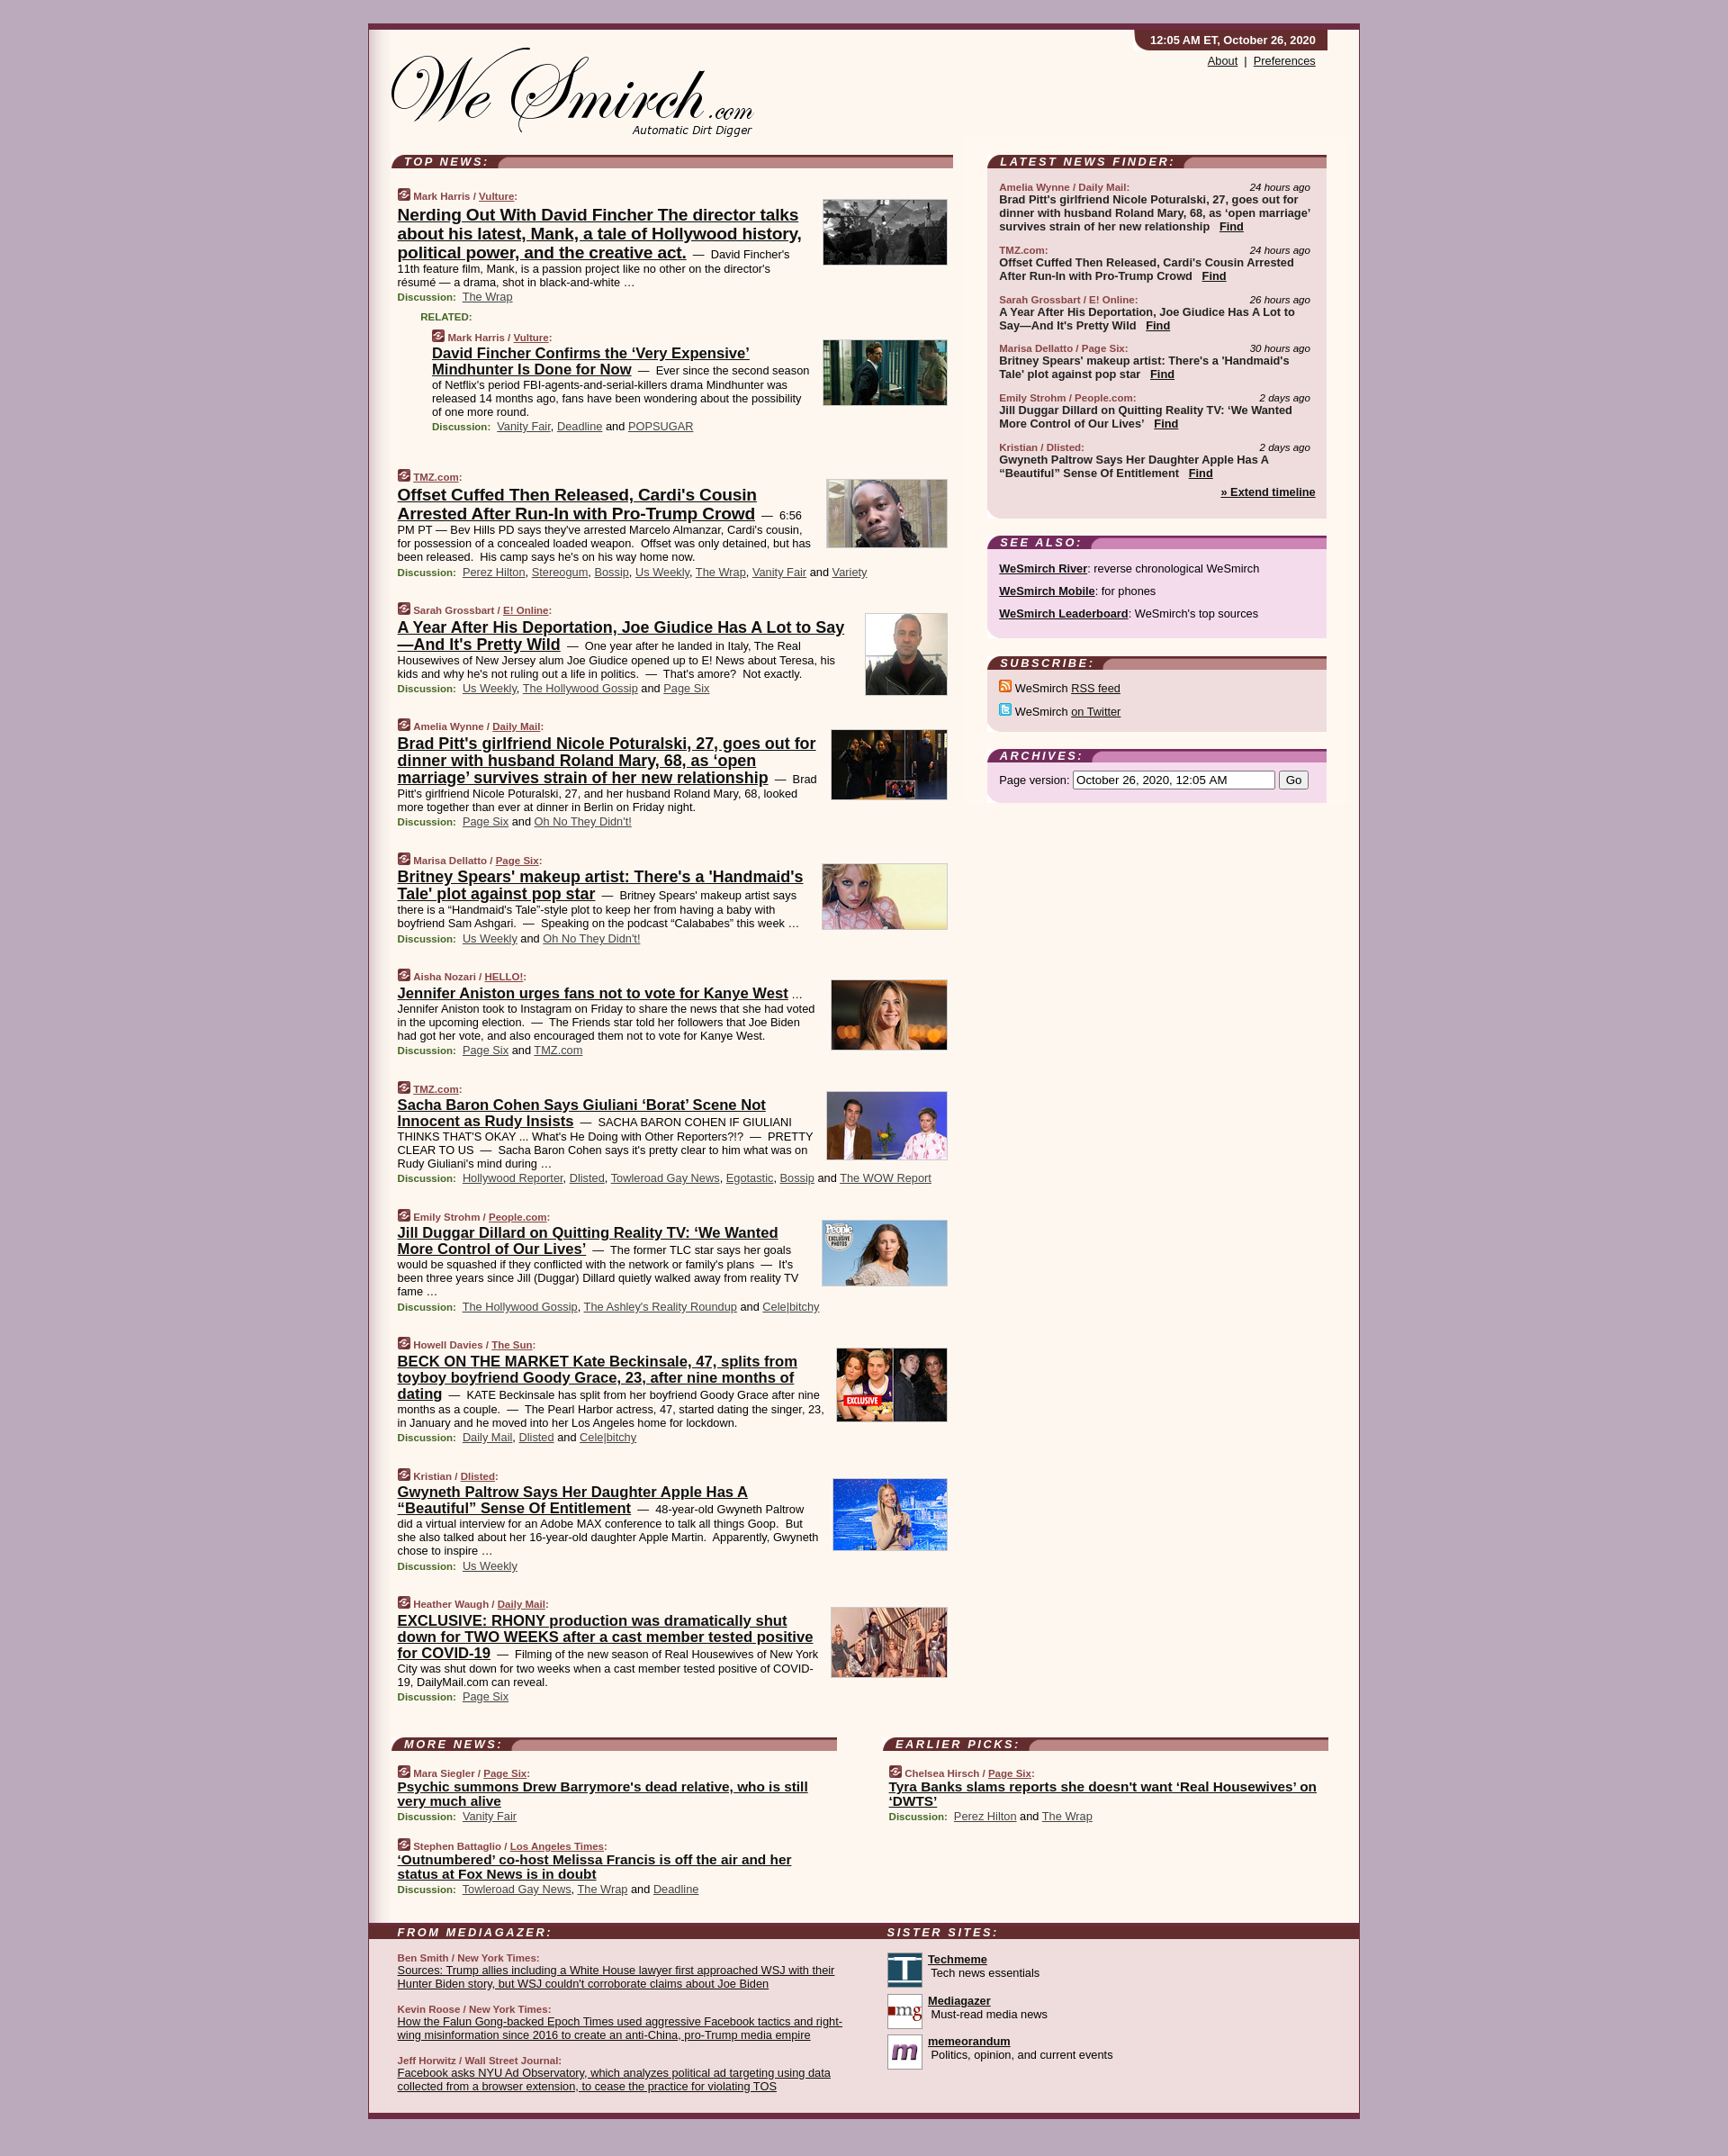 12:05 AM ET, October 26, 2020
About | Preferences
We Smirch.com
Automatic Dirt Digger
TOP NEWS:
Mark Harris / Vulture:
Nerding Out With David Fincher The director talks
about his latest, Mank, a tale of Hollywood history,
political power, and the creative act. — David Fincher's
11th feature film, Mank, is a passion project like no other on the director's
résumé — a drama, shot in black-and-white …
Discussion: The Wrap
RELATED:
Mark Harris / Vulture:
David Fincher Confirms the ‘Very Expensive’
Mindhunter Is Done for Now — Ever since the second season
of Netflix's period FBI-agents-and-serial-killers drama Mindhunter was
released 14 months ago, fans have been wondering about the possibility
of one more round.
Discussion: Vanity Fair, Deadline and POPSUGAR
TMZ.com:
Offset Cuffed Then Released, Cardi's Cousin
Arrested After Run-In with Pro-Trump Crowd — 6:56
PM PT — Bev Hills PD says they've arrested Marcelo Almanzar, Cardi's cousin,
for possession of a concealed loaded weapon. Offset was only detained, but has
been released. His camp says he's on his way home now.
Discussion: Perez Hilton, Stereogum, Bossip, Us Weekly, The Wrap, Vanity Fair and Variety
Sarah Grossbart / E! Online:
A Year After His Deportation, Joe Giudice Has A Lot to Say
—And It's Pretty Wild — One year after he landed in Italy, The Real
Housewives of New Jersey alum Joe Giudice opened up to E! News about Teresa, his
kids and why he's not ruling out a life in politics. — That's amore? Not exactly.
Discussion: Us Weekly, The Hollywood Gossip and Page Six
Amelia Wynne / Daily Mail:
Brad Pitt's girlfriend Nicole Poturalski, 27, goes out for
dinner with husband Roland Mary, 68, as ‘open
marriage’ survives strain of her new relationship — Brad
Pitt's girlfriend Nicole Poturalski, 27, and her husband Roland Mary, 68, looked
more together than ever at dinner in Berlin on Friday night.
Discussion: Page Six and Oh No They Didn't!
Marisa Dellatto / Page Six:
Britney Spears' makeup artist: There's a 'Handmaid's
Tale' plot against pop star — Britney Spears' makeup artist says
there is a “Handmaid's Tale”-style plot to keep her from having a baby with
boyfriend Sam Ashgari. — Speaking on the podcast “Calababes” this week …
Discussion: Us Weekly and Oh No They Didn't!
Aisha Nozari / HELLO!:
Jennifer Aniston urges fans not to vote for Kanye West …
Jennifer Aniston took to Instagram on Friday to share the news that she had voted
in the upcoming election. — The Friends star told her followers that Joe Biden
had got her vote, and also encouraged them not to vote for Kanye West.
Discussion: Page Six and TMZ.com
TMZ.com:
Sacha Baron Cohen Says Giuliani ‘Borat’ Scene Not
Innocent as Rudy Insists — SACHA BARON COHEN IF GIULIANI
THINKS THAT'S OKAY ... What's He Doing with Other Reporters?!? — PRETTY
CLEAR TO US — Sacha Baron Cohen says it's pretty clear to him what was on
Rudy Giuliani's mind during …
Discussion: Hollywood Reporter, Dlisted, Towleroad Gay News, Egotastic, Bossip and The WOW Report
Emily Strohm / People.com:
Jill Duggar Dillard on Quitting Reality TV: ‘We Wanted
More Control of Our Lives’ — The former TLC star says her goals
would be squashed if they conflicted with the network or family's plans — It's
been three years since Jill (Duggar) Dillard quietly walked away from reality TV
fame …
Discussion: The Hollywood Gossip, The Ashley's Reality Roundup and Cele|bitchy
People
EXCLUSIVE
PHOTOS
Howell Davies / The Sun:
BECK ON THE MARKET Kate Beckinsale, 47, splits from
toyboy boyfriend Goody Grace, 23, after nine months of
dating — KATE Beckinsale has split from her boyfriend Goody Grace after nine
months as a couple. — The Pearl Harbor actress, 47, started dating the singer, 23,
in January and he moved into her Los Angeles home for lockdown.
Discussion: Daily Mail, Dlisted and Cele|bitchy
EXCLUSIVE
Kristian / Dlisted:
Gwyneth Paltrow Says Her Daughter Apple Has A
“Beautiful” Sense Of Entitlement — 48-year-old Gwyneth Paltrow
did a virtual interview for an Adobe MAX conference to talk all things Goop. But
she also talked about her 16-year-old daughter Apple Martin. Apparently, Gwyneth
chose to inspire …
Discussion: Us Weekly
Heather Waugh / Daily Mail:
EXCLUSIVE: RHONY production was dramatically shut
down for TWO WEEKS after a cast member tested positive
for COVID-19 — Filming of the new season of Real Housewives of New York
City was shut down for two weeks when a cast member tested positive of COVID-
19, DailyMail.com can reveal.
Discussion: Page Six
LATEST NEWS FINDER:
Amelia Wynne / Daily Mail: 24 hours ago
Brad Pitt's girlfriend Nicole Poturalski, 27, goes out for
dinner with husband Roland Mary, 68, as ‘open marriage’
survives strain of her new relationship Find
TMZ.com: 24 hours ago
Offset Cuffed Then Released, Cardi's Cousin Arrested
After Run-In with Pro-Trump Crowd Find
Sarah Grossbart / E! Online: 26 hours ago
A Year After His Deportation, Joe Giudice Has A Lot to
Say—And It's Pretty Wild Find
Marisa Dellatto / Page Six: 30 hours ago
Britney Spears' makeup artist: There's a 'Handmaid's
Tale' plot against pop star Find
Emily Strohm / People.com: 2 days ago
Jill Duggar Dillard on Quitting Reality TV: ‘We Wanted
More Control of Our Lives’ Find
Kristian / Dlisted: 2 days ago
Gwyneth Paltrow Says Her Daughter Apple Has A
“Beautiful” Sense Of Entitlement Find
» Extend timeline
SEE ALSO:
WeSmirch River: reverse chronological WeSmirch
WeSmirch Mobile: for phones
WeSmirch Leaderboard: WeSmirch's top sources
SUBSCRIBE:
WeSmirch RSS feed
WeSmirch on Twitter
ARCHIVES:
Page version: October 26, 2020, 12:05 AM Go
MORE NEWS:
Mara Siegler / Page Six:
Psychic summons Drew Barrymore's dead relative, who is still
very much alive
Discussion: Vanity Fair
Stephen Battaglio / Los Angeles Times:
‘Outnumbered’ co-host Melissa Francis is off the air and her
status at Fox News is in doubt
Discussion: Towleroad Gay News, The Wrap and Deadline
EARLIER PICKS:
Chelsea Hirsch / Page Six:
Tyra Banks slams reports she doesn't want ‘Real Housewives’ on
‘DWTS’
Discussion: Perez Hilton and The Wrap
FROM MEDIAGAZER:
Ben Smith / New York Times:
Sources: Trump allies including a White House lawyer first approached WSJ with their
Hunter Biden story, but WSJ couldn't corroborate claims about Joe Biden
Kevin Roose / New York Times:
How the Falun Gong-backed Epoch Times used aggressive Facebook tactics and right-
wing misinformation since 2016 to create an anti-China, pro-Trump media empire
Jeff Horwitz / Wall Street Journal:
Facebook asks NYU Ad Observatory, which analyzes political ad targeting using data
collected from a browser extension, to cease the practice for violating TOS
SISTER SITES:
T
Techmeme
Tech news essentials
mg
Mediagazer
Must-read media news
m
memeorandum
Politics, opinion, and current events